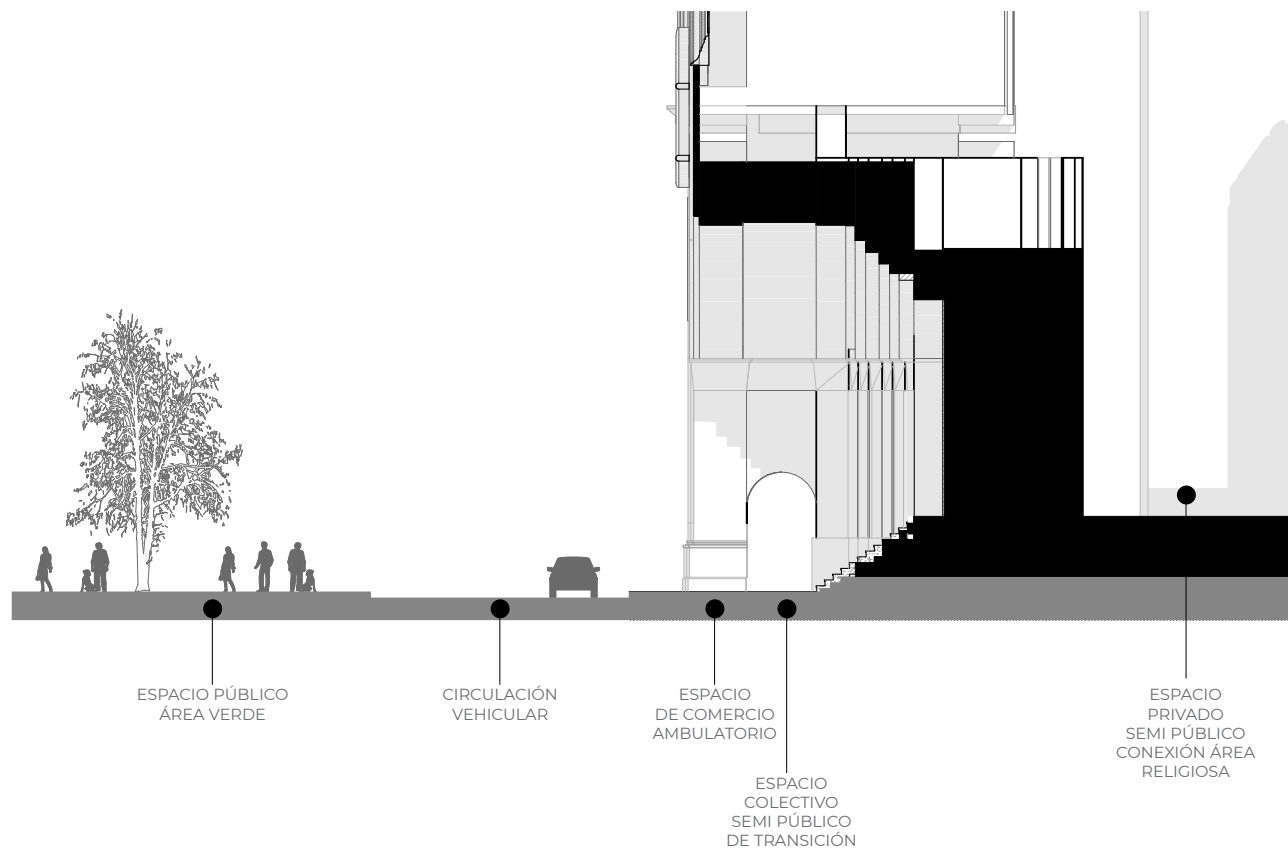 ESPACIO PÚBLICO
ÁREA VERDE
CIRCULACIÓN
VEHICULAR
ESPACIO
DE COMERCIO
AMBULATORIO
ESPACIO
COLECTIVO
SEMI PÚBLICO
DE TRANSICIÓN
ESPACIO
PRIVADO
SEMI PÚBLICO
CONEXIÓN ÁREA
RELIGIOSA